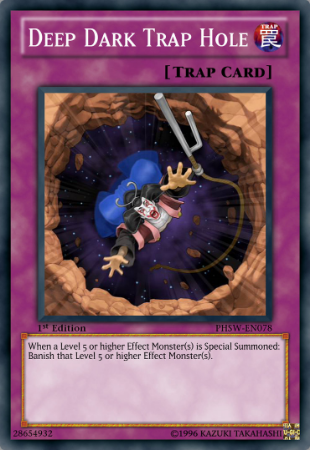 DEEP DARK TRAP HOLE
TRAP
罠
[TRAP CARD]
1st Edition
PHSW-EN078
When a Level 5 or higher Effect Monster(s) is Special Summoned:
Banish that Level 5 or higher Effect Monster(s).
28654932
©1996 KAZUKI TAKAHASHI